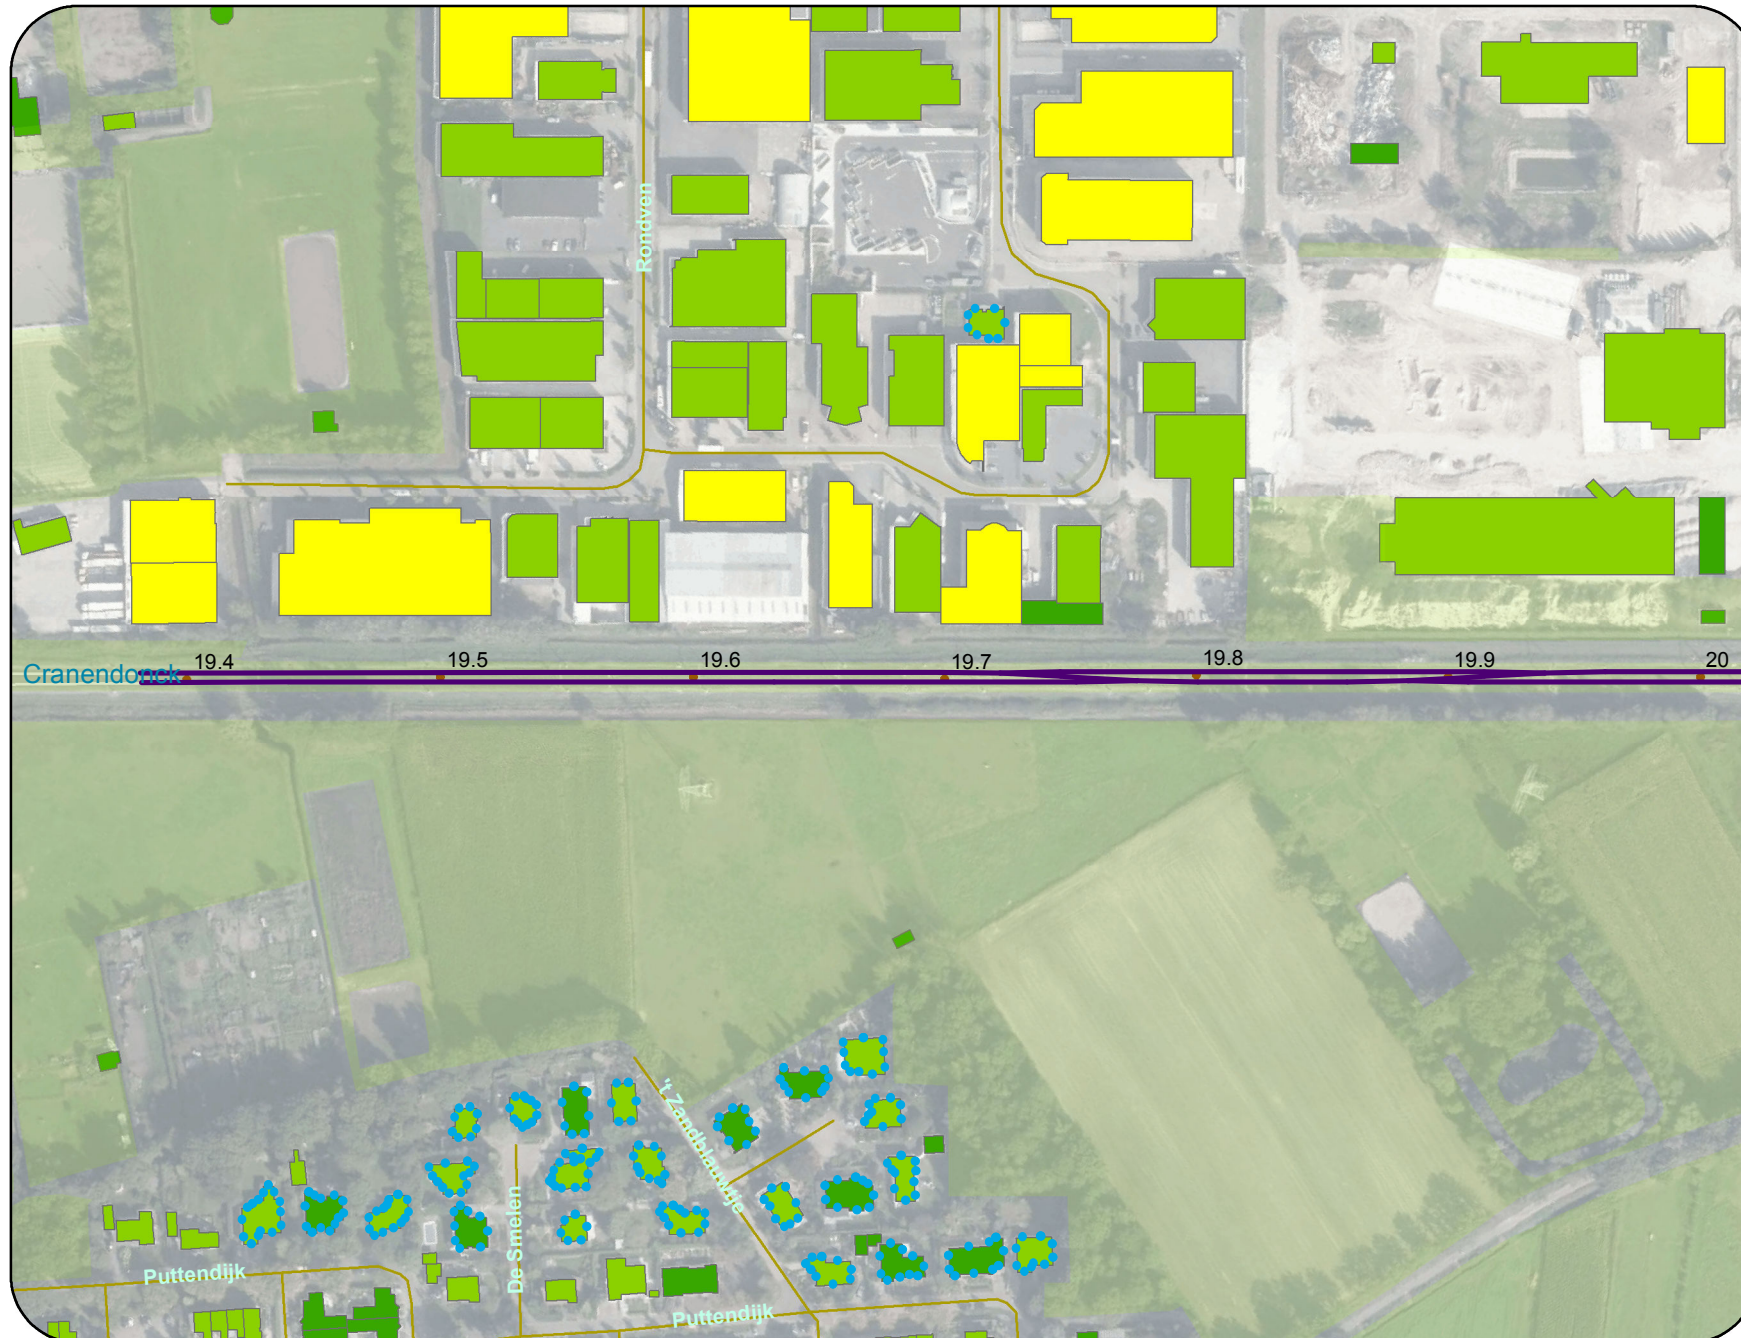 Rondven
19.4
19.5
19.6
19.7
19.8
19.9
20
Cranendonck
't Zandblauwtje
De Smelen
Puttendijk
Puttendijk